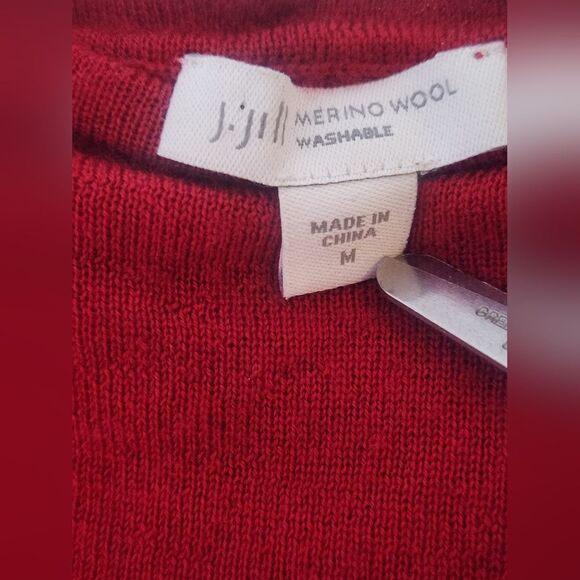 J.Jill MERINO WOOL
WASHABLE
MADE IN
CHINA
M